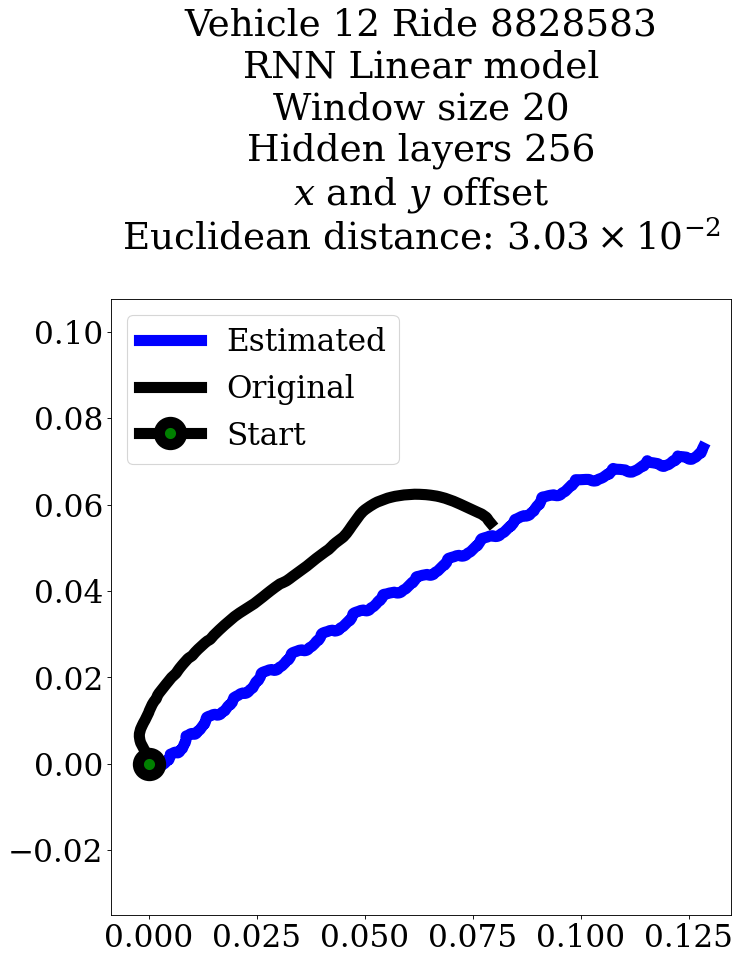 Vehicle 12 Ride 8828583
RNN Linear model
Window size 20
Hidden layers 256
x and y offset
Euclidean distance: 3.03 × 10⁻²
Estimated
Original
Start
0.10
0.08
0.06
0.04
0.02
0.00
−0.02
0.000 0.025 0.050 0.075 0.100 0.125